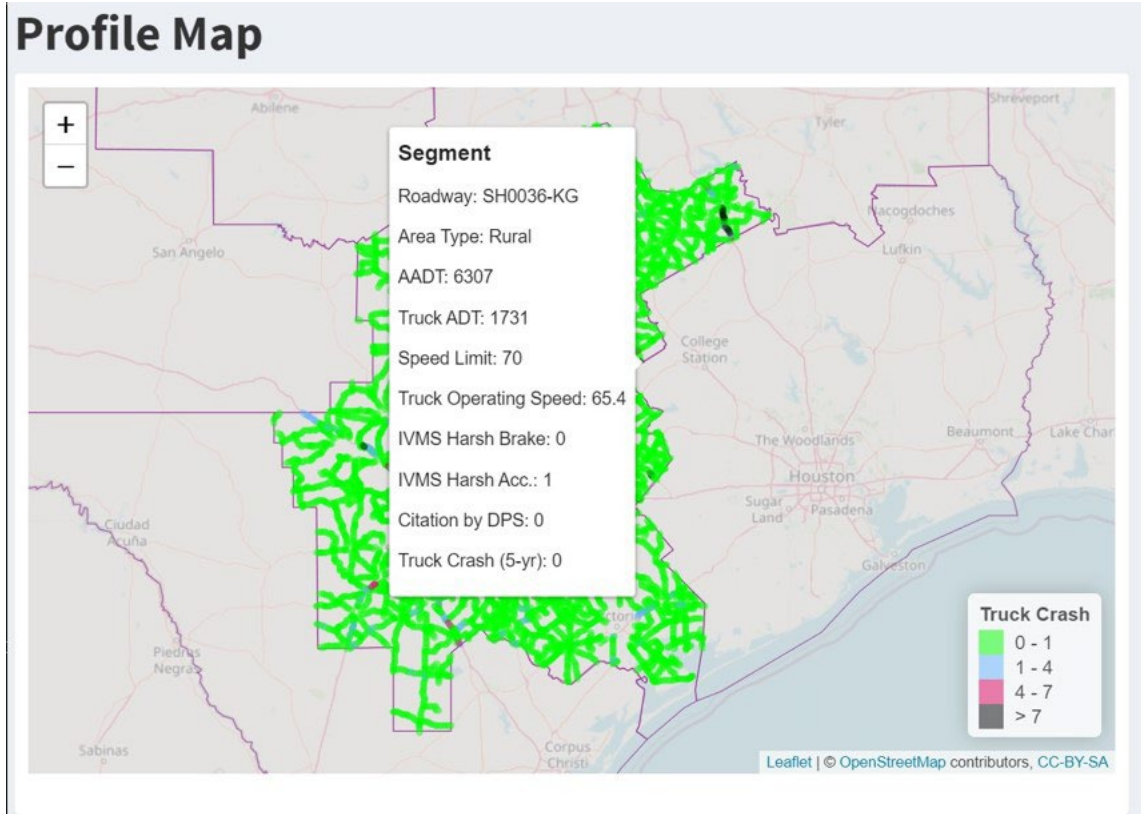 Profile Map
+
−
Abilene
Tyler
Shreveport
San Angelo
Nacogdoches
Lufkin
Segment
Roadway: SH0036-KG
Area Type: Rural
AADT: 6307
Truck ADT: 1731
Speed Limit: 70
Truck Operating Speed: 65.4
IVMS Harsh Brake: 0
IVMS Harsh Acc.: 1
Citation by DPS: 0
Truck Crash (5-yr): 0
College
Station
The Woodlands
Beaumont
Lake Char
Houston
Sugar
Land
Pasadena
Galveston
Ciudad
Acuña
Piedras
Negras
Sabinas
Corpus
Christi
Truck Crash
0 - 1
1 - 4
4 - 7
> 7
Leaflet | © OpenStreetMap contributors, CC-BY-SA